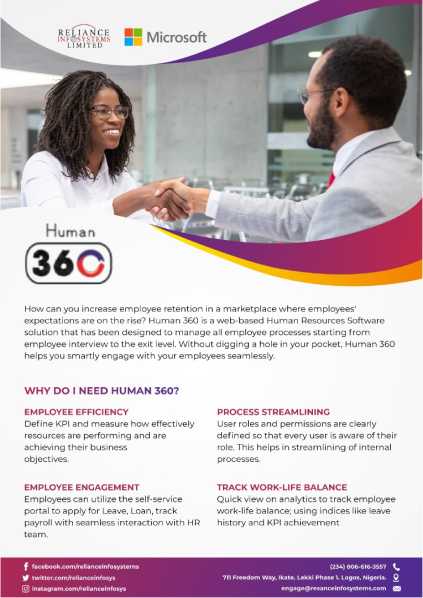 RELIANCE
INFOSYSTEMS
LIMITED
Microsoft
Human
360
How can you increase employee retention in a marketplace where employees'
expectations are on the rise? Human 360 is a web-based Human Resources Software
solution that has been designed to manage all employee processes starting from
employee interview to the exit level. Without digging a hole in your pocket, Human 360
helps you smartly engage with your employees seamlessly.
WHY DO I NEED HUMAN 360?
EMPLOYEE EFFICIENCY
Define KPI and measure how effectively
resources are performing and are
achieving their business
objectives.
PROCESS STREAMLINING
User roles and permissions are clearly
defined so that every user is aware of their
role. This helps in streamlining of internal
processes.
EMPLOYEE ENGAGEMENT
Employees can utilize the self-service
portal to apply for Leave, Loan, track
payroll with seamless interaction with HR
team.
TRACK WORK-LIFE BALANCE
Quick view on analytics to track employee
work-life balance; using indices like leave
history and KPI achievement
facebook.com/relianceinfosystems
twitter.com/relianceinfosys
instagram.com/relianceinfosys
(234) 806-616-3557
711 Freedom Way, Ikate. Lekki Phase 1. Logos, Nigeria.
engage@resanceinfosystems.com